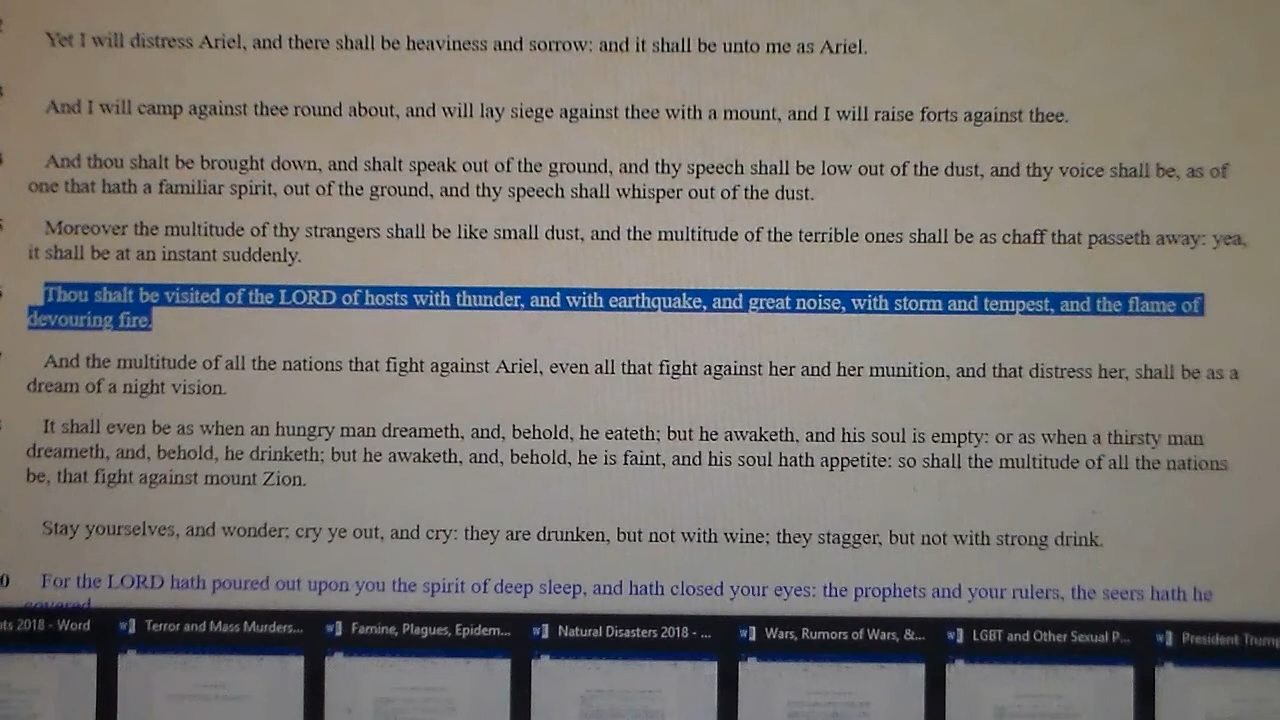 Yet I will distress Ariel, and there shall be heaviness and sorrow: and it shall be unto me as Ariel.
And I will camp against thee round about, and will lay siege against thee with a mount, and I will raise forts against thee.
And thou shalt be brought down, and shalt speak out of the ground, and thy speech shall be low out of the dust, and thy voice shall be, as of
one that hath a familiar spirit, out of the ground, and thy speech shall whisper out of the dust.
Moreover the multitude of thy strangers shall be like small dust, and the multitude of the terrible ones shall be as chaff that passeth away: yea,
it shall be at an instant suddenly.
Thou shalt be visited of the LORD of hosts with thunder, and with earthquake, and great noise, with storm and tempest, and the flame of
devouring fire.
And the multitude of all the nations that fight against Ariel, even all that fight against her and her munition, and that distress her, shall be as a
dream of a night vision.
It shall even be as when an hungry man dreameth, and, behold, he eateth; but he awaketh, and his soul is empty: or as when a thirsty man
dreameth, and, behold, he drinketh; but he awaketh, and, behold, he is faint, and his soul hath appetite: so shall the multitude of all the nations
be, that fight against mount Zion.
Stay yourselves, and wonder; cry ye out, and cry: they are drunken, but not with wine; they stagger, but not with strong drink.
0 For the LORD hath poured out upon you the spirit of deep sleep, and hath closed your eyes: the prophets and your rulers, the seers hath he
covered.
nts 2018 - Word
Terror and Mass Murders...
Famine, Plagues, Epidem...
Natural Disasters 2018 - ...
Wars, Rumors of Wars, &...
LGBT and Other Sexual P...
President Trump